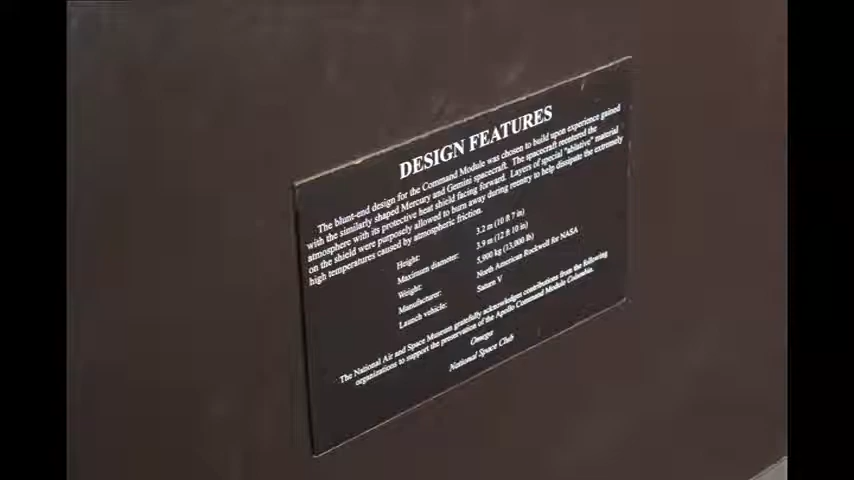 DESIGN FEATURES
The blunt-end design for the Command Module was chosen to build upon experience gained
with the similarly shaped Mercury and Gemini spacecraft. The spacecraft reentered the
atmosphere with its protective heat shield facing forward. Layers of special "ablative" material
on the shield were purposely allowed to burn away during reentry to help dissipate the extremely
high temperatures caused by atmospheric friction.
Height: 3.2 m (10 ft 7 in)
Maximum diameter: 3.9 m (12 ft 10 in)
Weight: 5,900 kg (13,000 lb)
Manufacturer: North American Rockwell for NASA
Launch vehicle: Saturn V
The National Air and Space Museum gratefully acknowledges contributions from the following
organizations to support the preservation of the Apollo Command Module Columbia.
Omega
National Space Club